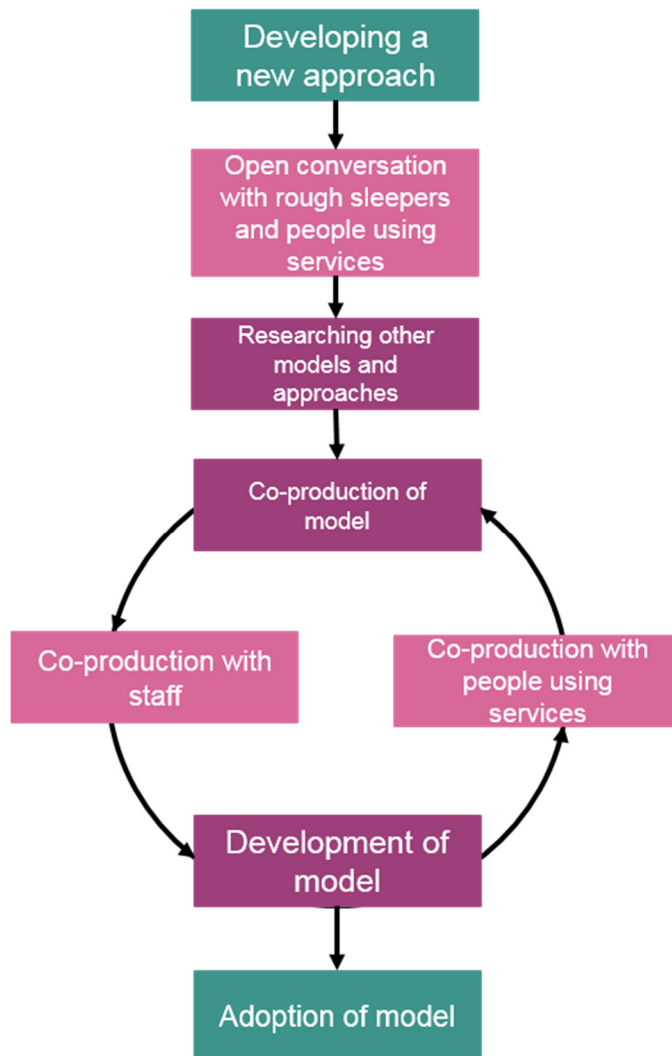 Developing a
new approach
Open conversation
with rough sleepers
and people using
services
Researching other
models and
approaches
Co-production of
model
Co-production with
staff
Co-production with
people using
services
Development of
model
Adoption of model